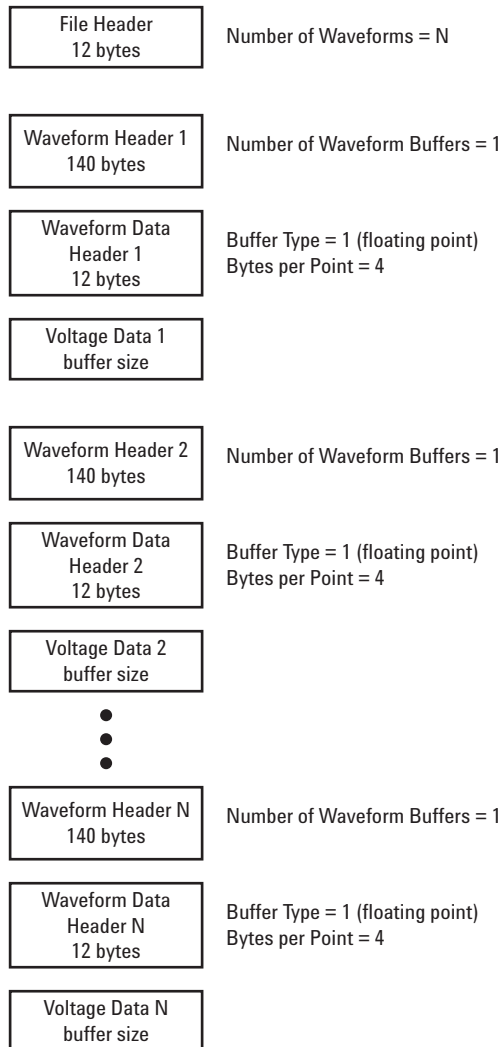 File Header
12 bytes
Number of Waveforms = N
Waveform Header 1
140 bytes
Number of Waveform Buffers = 1
Waveform Data
Header 1
12 bytes
Buffer Type = 1 (floating point)
Bytes per Point = 4
Voltage Data 1
buffer size
Waveform Header 2
140 bytes
Number of Waveform Buffers = 1
Waveform Data
Header 2
12 bytes
Buffer Type = 1 (floating point)
Bytes per Point = 4
Voltage Data 2
buffer size
Waveform Header N
140 bytes
Number of Waveform Buffers = 1
Waveform Data
Header N
12 bytes
Buffer Type = 1 (floating point)
Bytes per Point = 4
Voltage Data N
buffer size